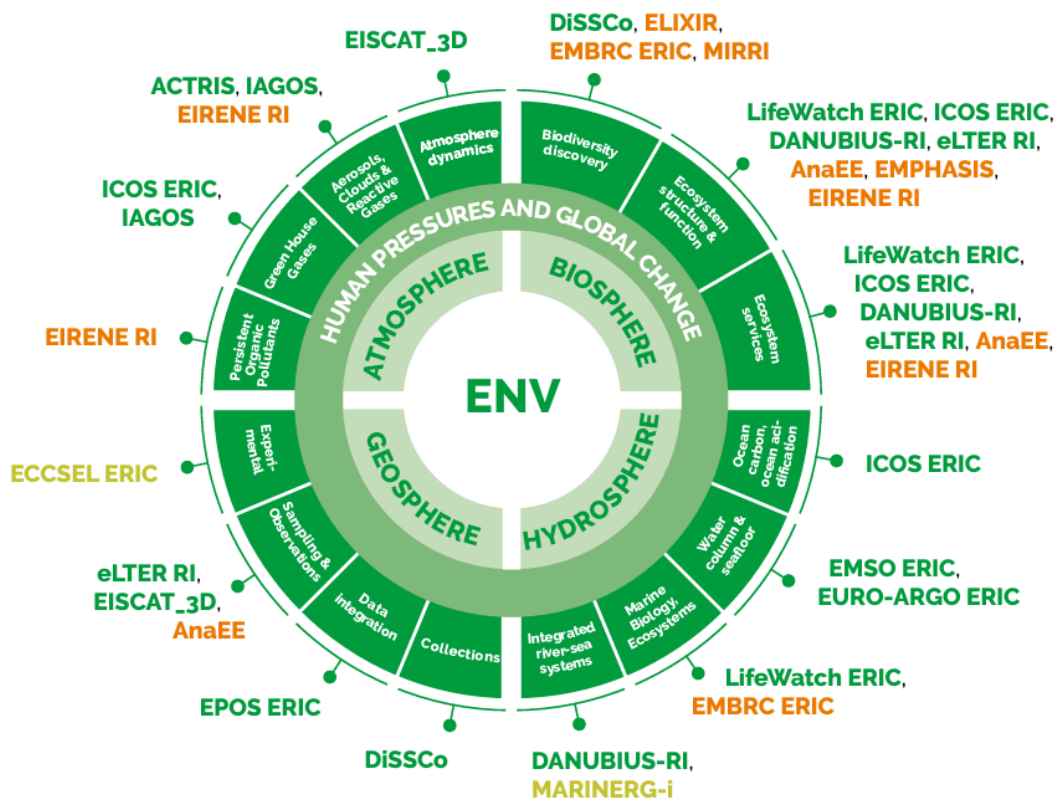 EISCAT_3D
DiSSCo, ELIXIR,
EMBRC ERIC, MIRRI
ACTRIS, IAGOS,
EIRENE RI
LifeWatch ERIC, ICOS ERIC,
DANUBIUS-RI, eLTER RI,
AnaEE, EMPHASIS,
EIRENE RI
ICOS ERIC,
IAGOS
LifeWatch ERIC,
ICOS ERIC,
DANUBIUS-RI,
eLTER RI, AnaEE,
EIRENE RI
EIRENE RI
Atmosphere
dynamics
Biodiversity
discovery
Aerosols,
Clouds &
Reactive
Gases
Ecosystem
structure &
function
Green House
Gases
Ecosystem
services
Persistent
Organic
Pollutants
HUMAN PRESSURES AND GLOBAL CHANGE
ATMOSPHERE
BIOSPHERE
ENV
GEOSPHERE
HYDROSPHERE
Experi-
mental
Ocean
carbon,
ocean aci-
dification
ECCSEL ERIC
ICOS ERIC
Sampling &
Observations
Water
column &
seafloor
eLTER RI,
EISCAT_3D,
AnaEE
EMSO ERIC,
EURO-ARGO ERIC
Data
integration
Marine
Biology,
Ecosystems
Collections
Integrated
river-sea
systems
EPOS ERIC
LifeWatch ERIC,
EMBRC ERIC
DiSSCo
DANUBIUS-RI,
MARINERG-i